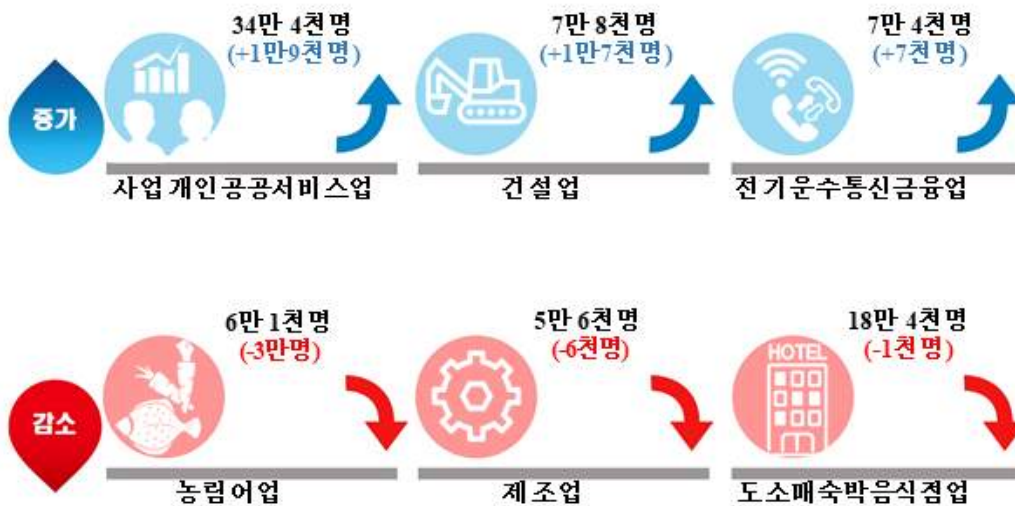 증가
34만 4천명
(+1만9천명)
사업개인공공서비스업
7만 8천명
(+1만7천명)
건설업
7만 4천명
(+7천명)
전기운수통신금융업
감소
6만 1천명
(-3만명)
농림어업
5만 6천명
(-6천명)
제조업
18만 4천명
(-1천명)
HOTEL
도소매숙박음식점업